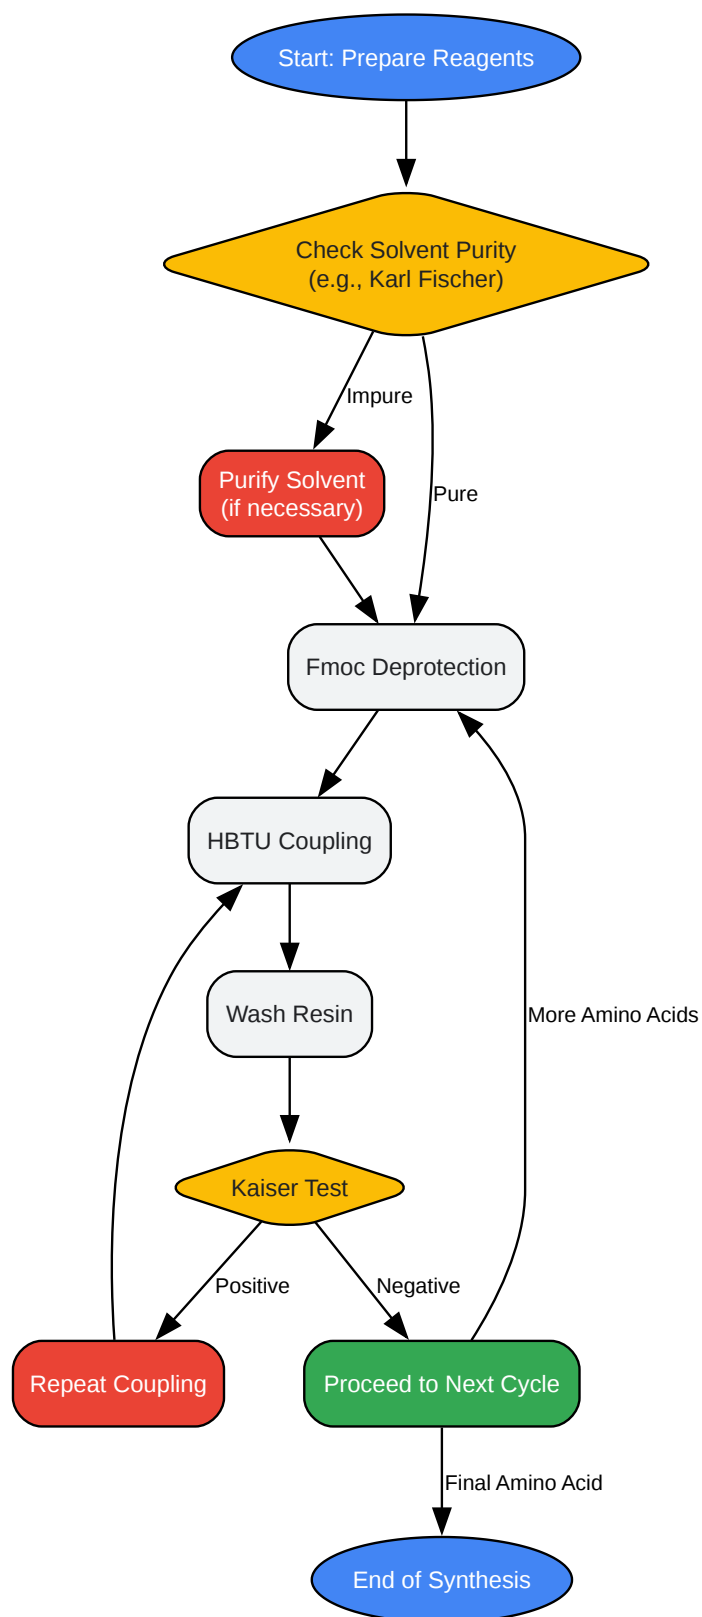 Start: Prepare Reagents
Check Solvent Purity
(e.g., Karl Fischer)
Impure
Purify Solvent
(if necessary)
Pure
Fmoc Deprotection
HBTU Coupling
Wash Resin
More Amino Acids
Kaiser Test
Positive
Negative
Repeat Coupling
Proceed to Next Cycle
Final Amino Acid
End of Synthesis